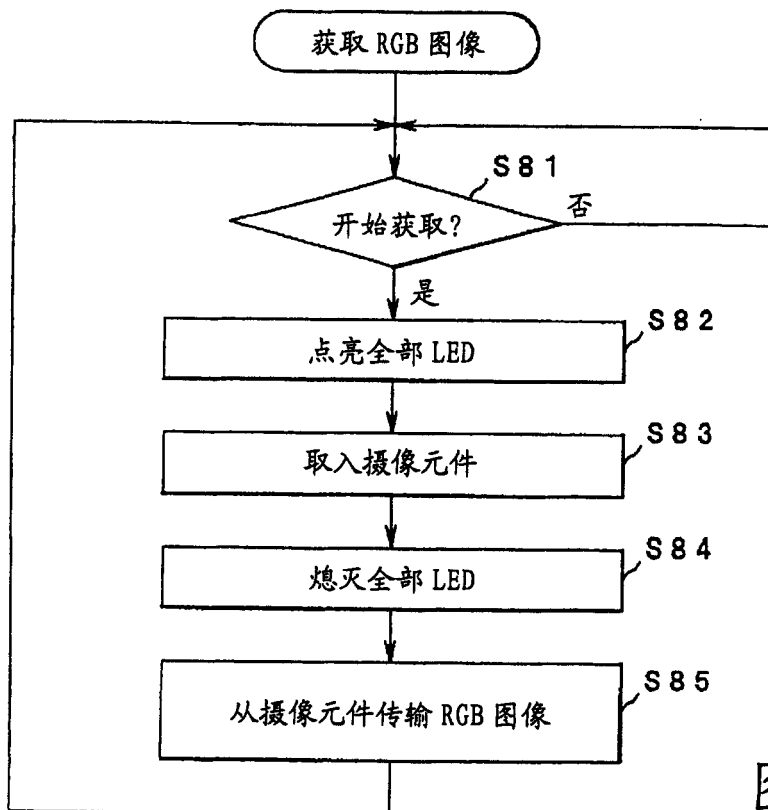 获取 RGB 图像
S81
开始获取?
否
是
S82
点亮全部 LED
S83
取入摄像元件
S84
熄灭全部 LED
S85
从摄像元件传输 RGB 图像